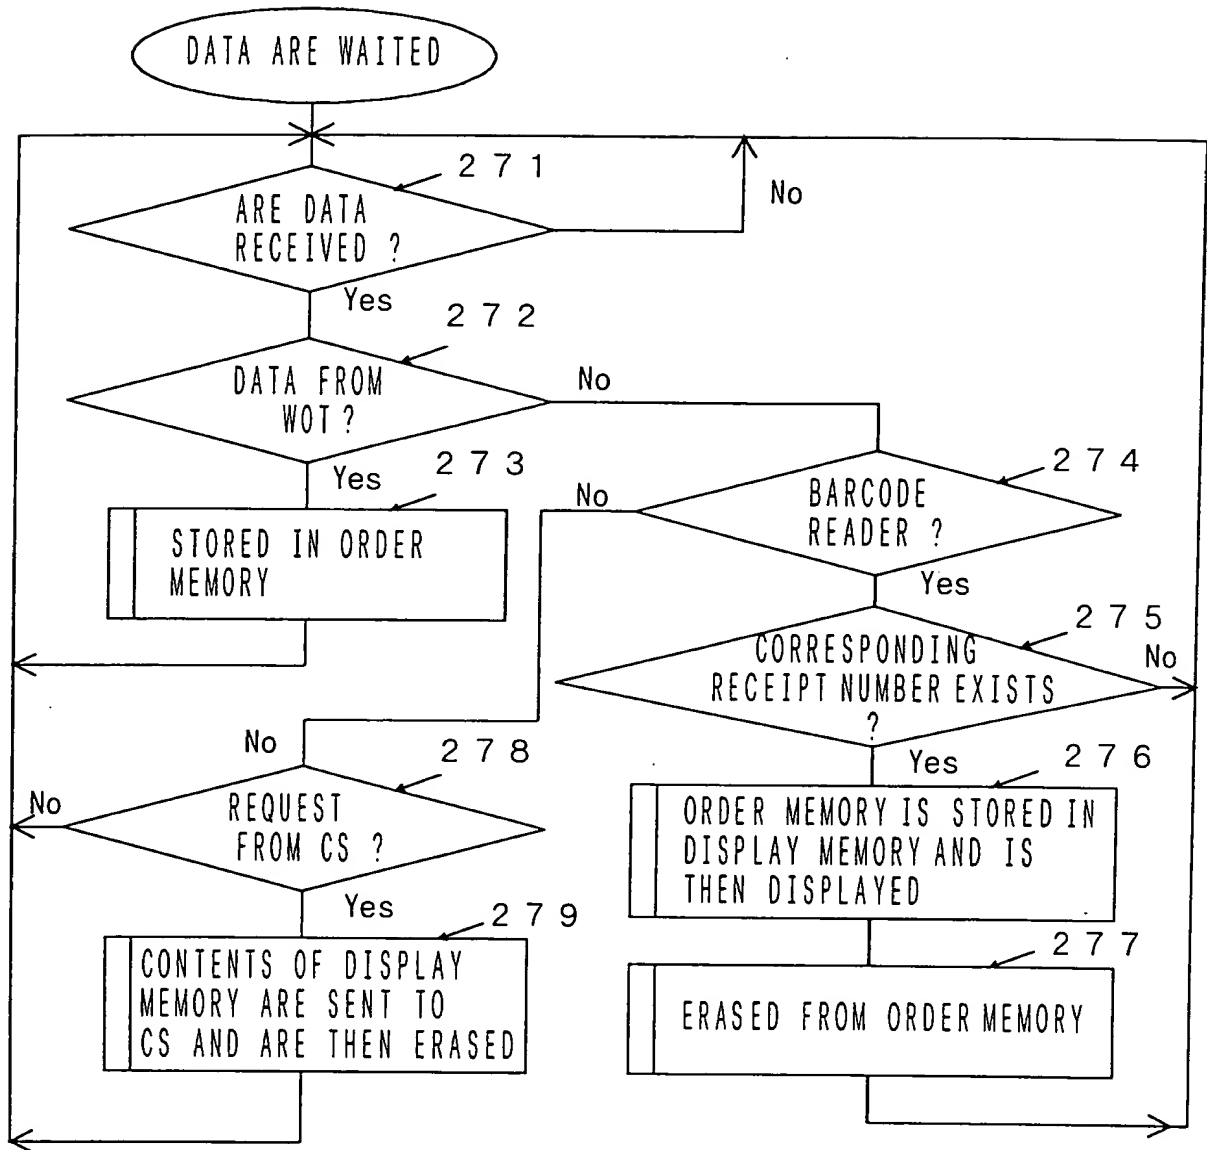 DATA ARE WAITED
271
No
ARE DATA
RECEIVED ?
Yes
272
DATA FROM
WOT ?
No
Yes
273
274
No
BARCODE
READER ?
STORED IN ORDER
MEMORY
Yes
275
CORRESPONDING
RECEIPT NUMBER EXISTS
?
No
No
278
Yes
276
No
REQUEST
FROM CS ?
ORDER MEMORY IS STORED IN
DISPLAY MEMORY AND IS
THEN DISPLAYED
Yes
279
277
CONTENTS OF DISPLAY
MEMORY ARE SENT TO
CS AND ARE THEN ERASED
ERASED FROM ORDER MEMORY